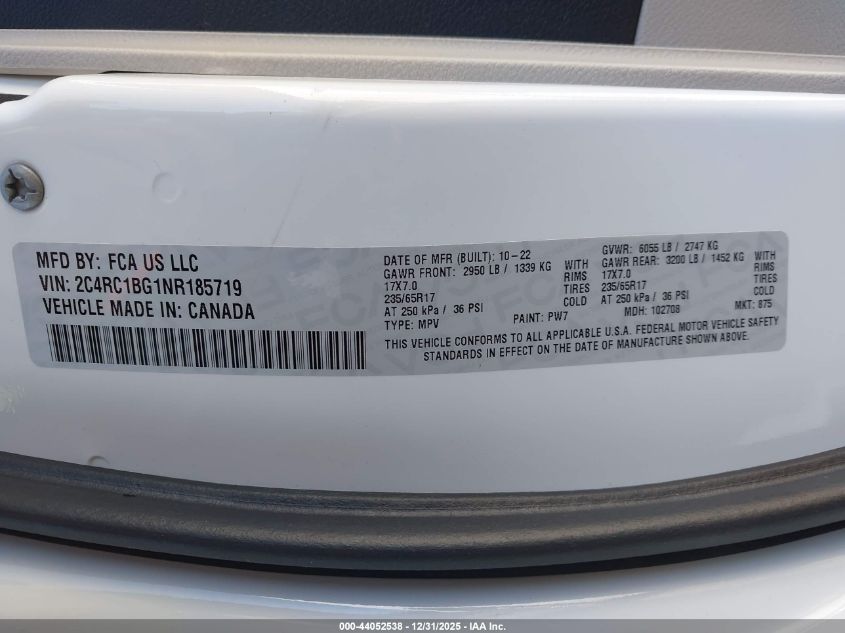 MFD BY: FCA US LLC
VIN: 2C4RC1BG1NR185719
VEHICLE MADE IN: CANADA
DATE OF MFR (BUILT): 10-22
GAWR FRONT: 2950 LB / 1339 KG WITH
17X7.0 RIMS
235/65R17 TIRES
AT 250 kPa / 36 PSI COLD
TYPE: MPV PAINT: PW7
GVWR: 6055 LB / 2747 KG
GAWR REAR: 3200 LB / 1452 KG WITH
17X7.0 RIMS
235/65R17 TIRES
AT 250 kPa / 36 PSI COLD
MDH: 102708 MKT: 875
THIS VEHICLE CONFORMS TO ALL APPLICABLE U.S.A. FEDERAL MOTOR VEHICLE SAFETY
STANDARDS IN EFFECT ON THE DATE OF MANUFACTURE SHOWN ABOVE.
000-44052538 - 12/31/2025 - IAA Inc.